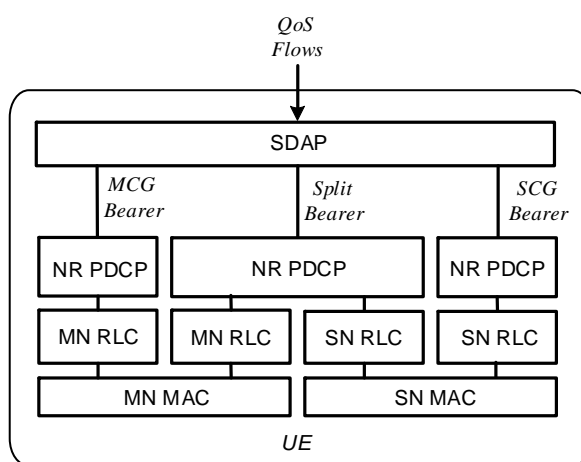 QoS
Flows
SDAP
MCG
Bearer
Split
Bearer
SCG
Bearer
NR PDCP
NR PDCP
NR PDCP
MN RLC
MN RLC
SN RLC
SN RLC
MN MAC
SN MAC
UE